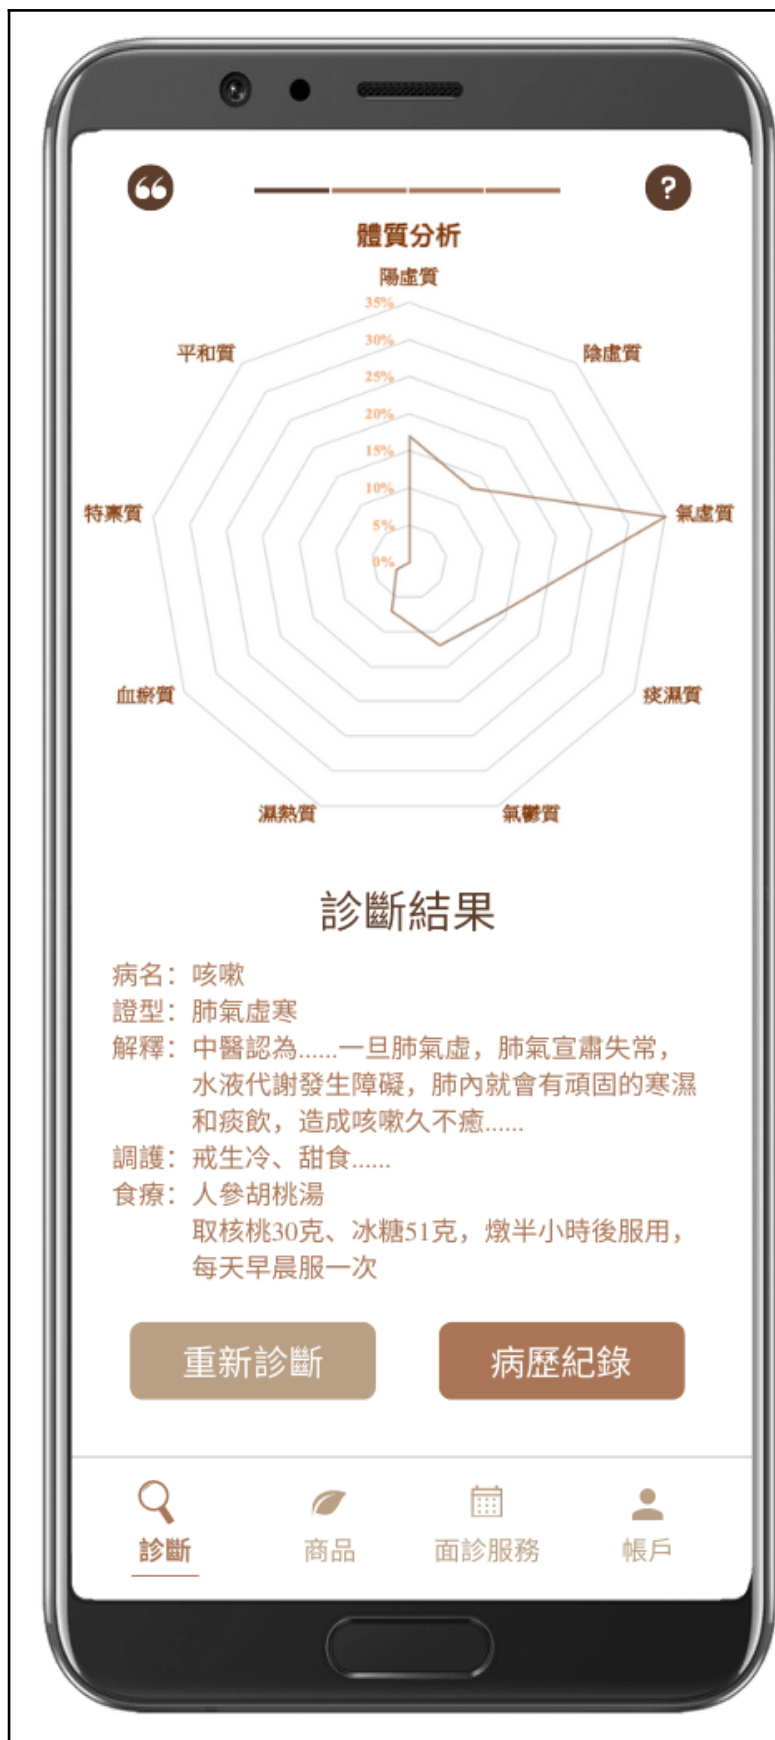 體質分析
陽虛質
35%
平和質
30%
陰虛質
25%
20%
15%
10%
特禀質
氣虛質
5%
0%
血瘀質
痰濕質
濕熱質
氣鬱質
診斷結果
病名：咳嗽
證型：肺氣虛寒
解釋：中醫認為......一旦肺氣虛，肺氣宣肅失常，
水液代謝發生障礙，肺內就會有頑固的寒濕
和痰飲，造成咳嗽久不癒......
調護：戒生冷、甜食......
食療：人參胡桃湯
取核桃30克、冰糖51克，燉半小時後服用，
每天早晨服一次
重新診斷
病歷紀錄
診斷
商品
面診服務
帳戶